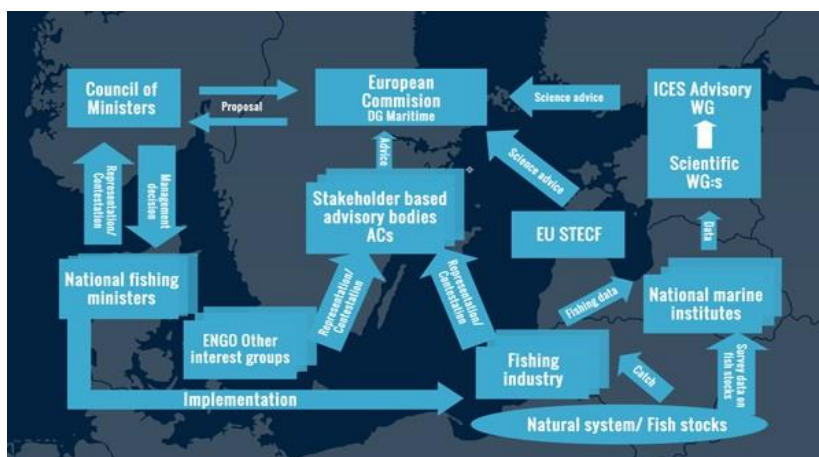 Council of
Ministers
Proposal
European
Commision
DG Maritime
Science advice
ICES Advisory
WG
Scientific
WG:s
Representation/
Contestation
Management
decision
Advice
Science advice
Stakeholder based
advisory bodies
ACs
EU STECF
Data
National fishing
ministers
Representation/
Contestation
Representation/
Contestation
Fishing data
National marine
institutes
ENGO Other
interest groups
Fishing
industry
Catch
Survey data on
fish stocks
Implementation
Natural system/ Fish stocks